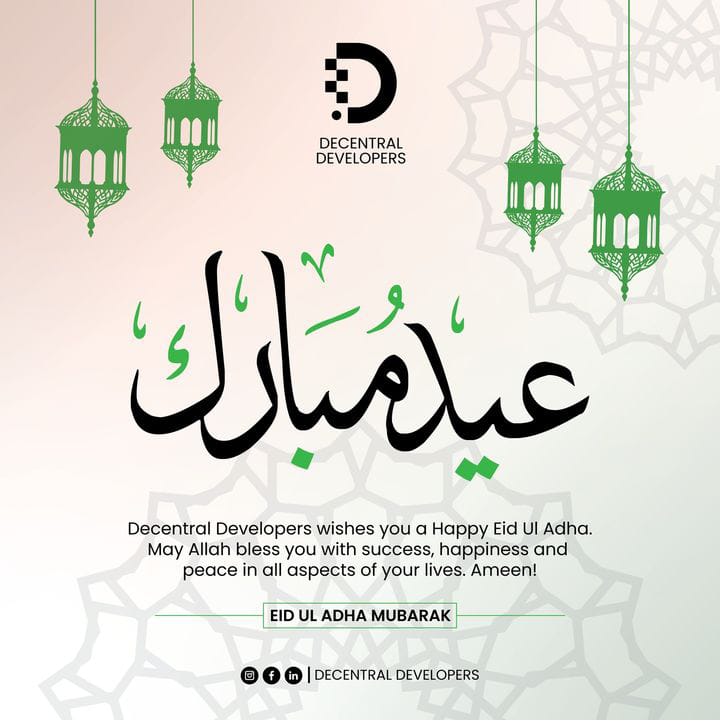 DECENTRAL
DEVELOPERS
عيد مُبَارك
Decentral Developers wishes you a Happy Eid Ul Adha.
May Allah bless you with success, happiness and
peace in all aspects of your lives. Ameen!
EID UL ADHA MUBARAK
DECENTRAL DEVELOPERS